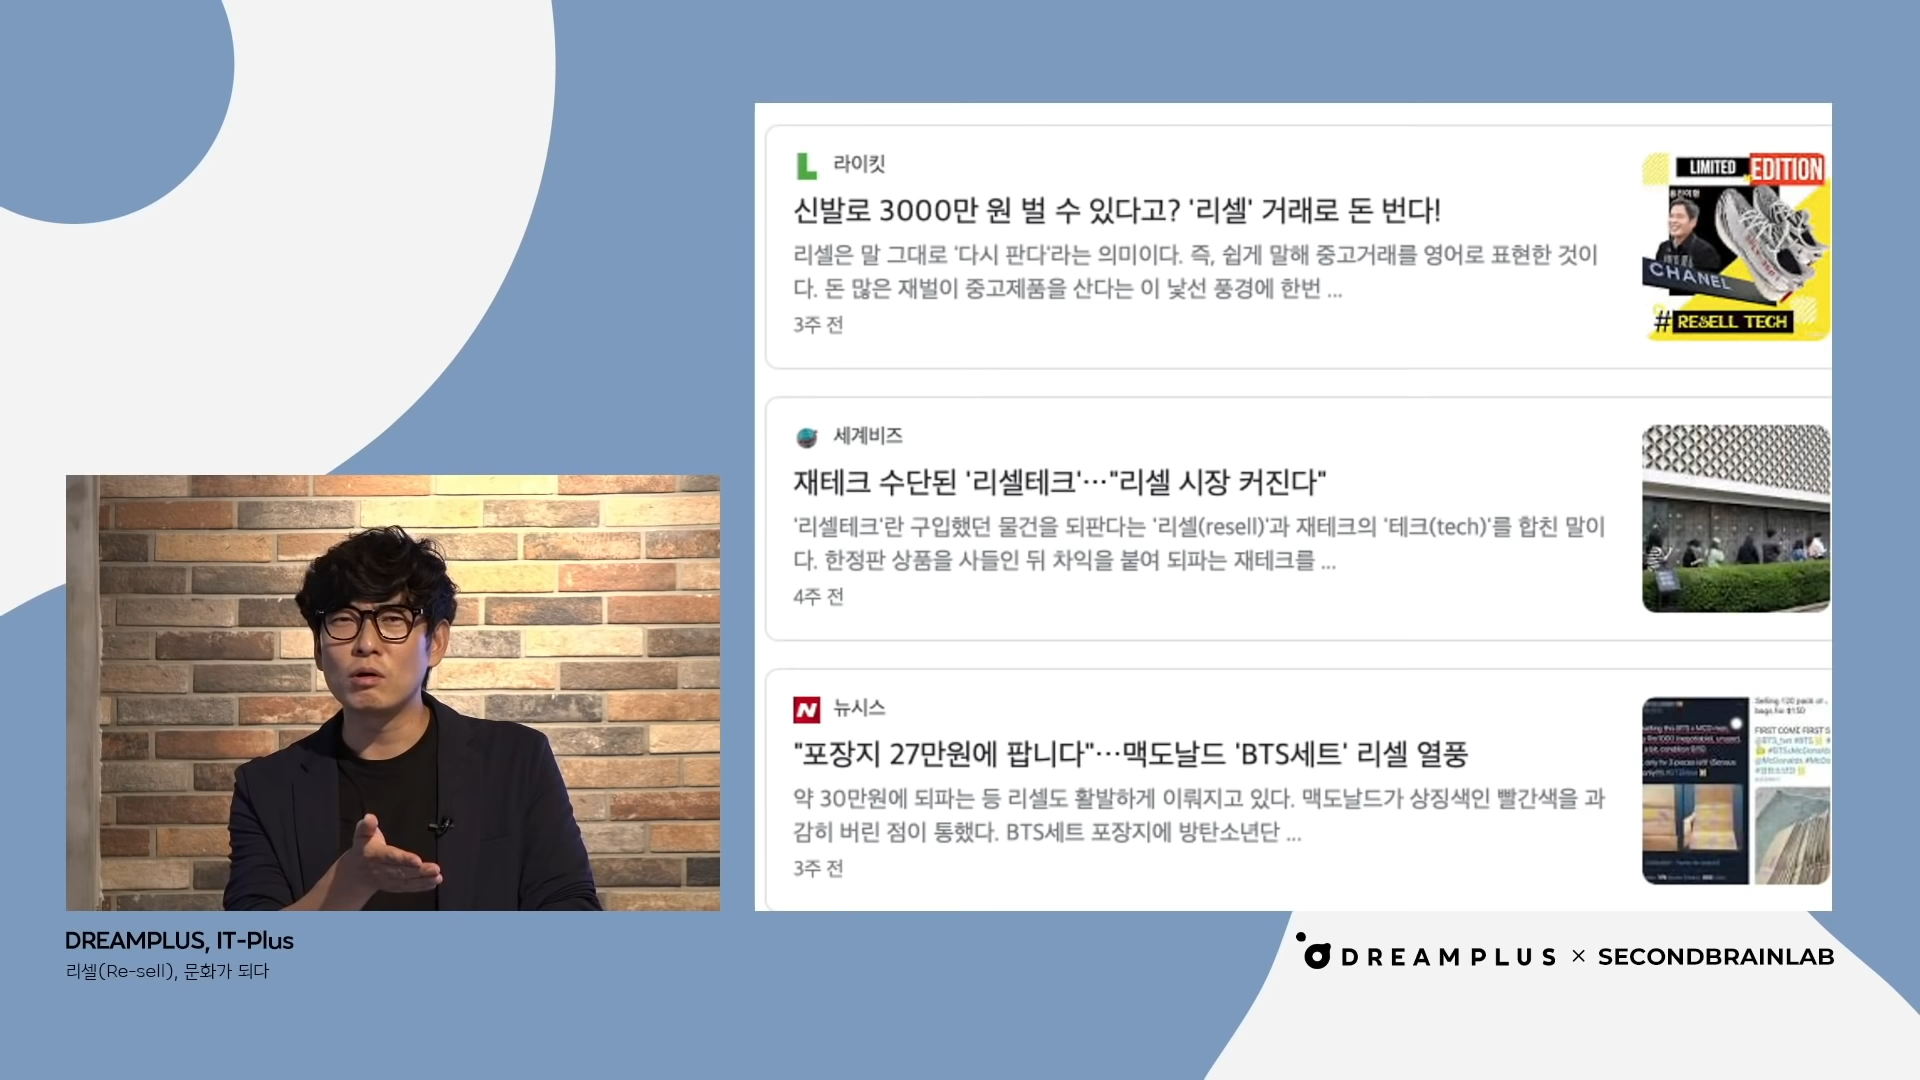 라이킷
신발로 3000만 원 벌 수 있다고? '리셀' 거래로 돈 번다!
리셀은 말 그대로 '다시 판다'라는 의미이다. 즉, 쉽게 말해 중고거래를 영어로 표현한 것이
다. 돈 많은 재벌이 중고제품을 산다는 이 낯선 풍경에 한번 ...
3주 전
LIMITED EDITION
CHANEL
# RESELL TECH
세계비즈
재테크 수단된 '리셀테크'…"리셀 시장 커진다"
'리셀테크'란 구입했던 물건을 되판다는 '리셀(resell)'과 재테크의 '테크(tech)'를 합친 말이
다. 한정판 상품을 사들인 뒤 차익을 붙여 되파는 재테크를 ...
4주 전
뉴시스
"포장지 27만원에 팝니다"…맥도날드 'BTS세트' 리셀 열풍
약 30만원에 되파는 등 리셀도 활발하게 이뤄지고 있다. 맥도날드가 상징색인 빨간색을 과
감히 버린 점이 통했다. BTS세트 포장지에 방탄소년단 ...
3주 전
Selling 120 pack of
bags for $150
FIRST COME FIRST S
DREAMPLUS, IT-Plus
리셀(Re-sell), 문화가 되다
DREAMPLUS × SECONDBRAINLAB